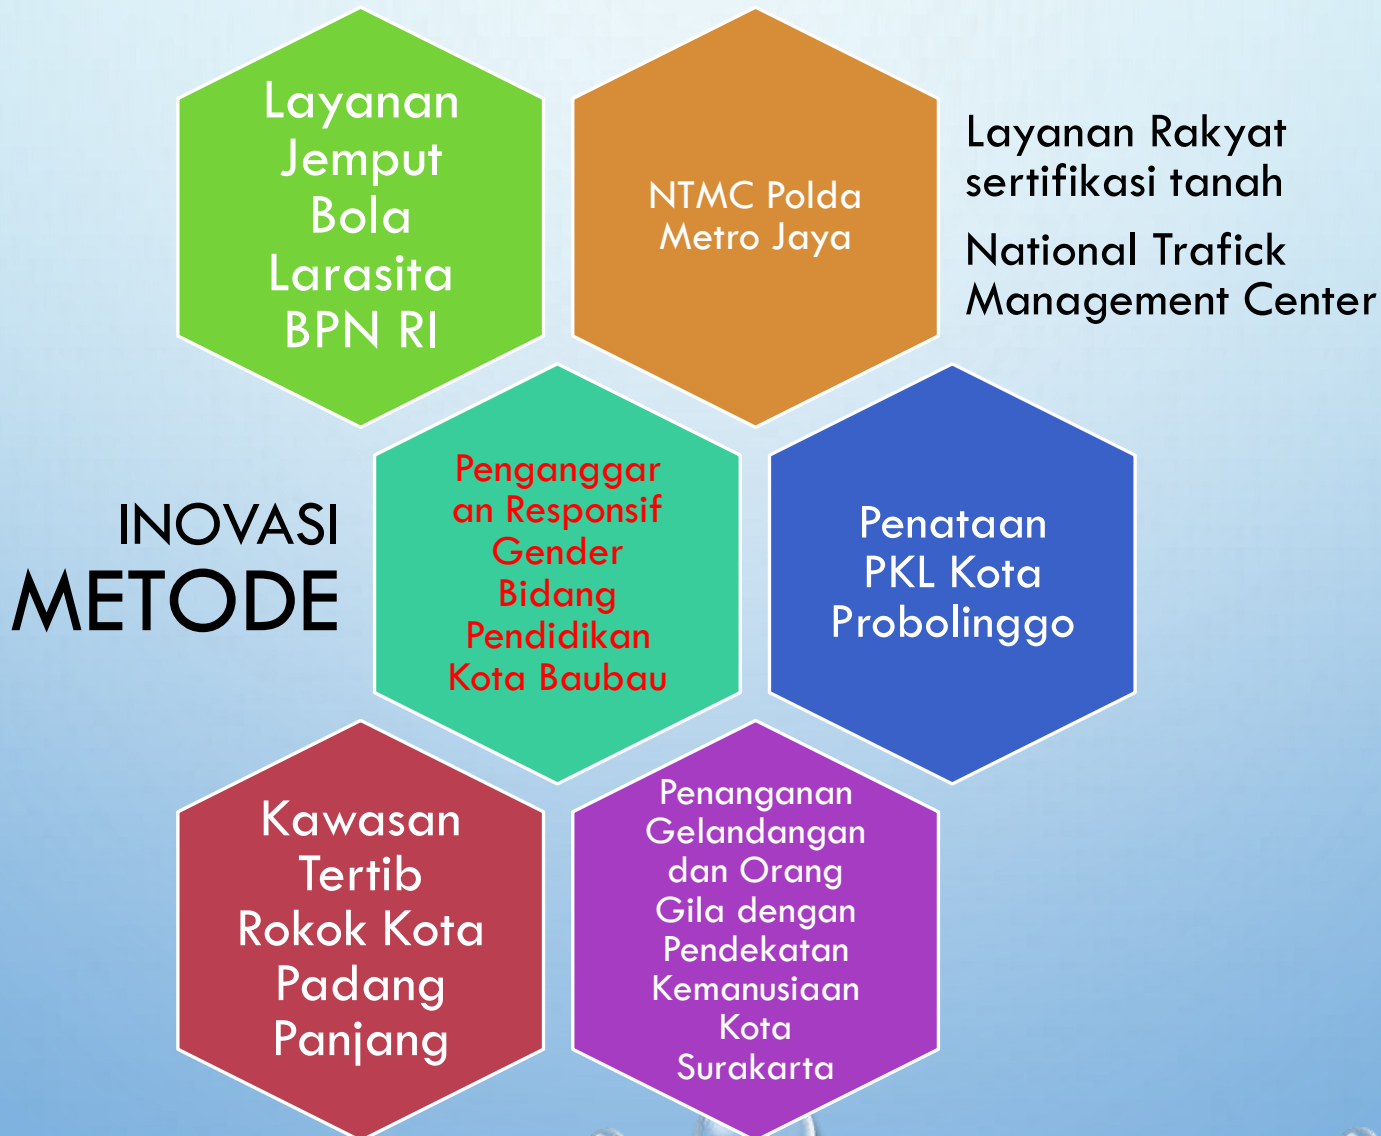 Layanan
Jemput
Bola
Larasita
BPN RI
NTMC Polda
Metro Jaya
Layanan Rakyat
sertifikasi tanah
National Trafick
Management Center
INOVASI
METODE
Penganggar
an Responsif
Gender
Bidang
Pendidikan
Kota Baubau
Penataan
PKL Kota
Probolinggo
Kawasan
Tertib
Rokok Kota
Padang
Panjang
Penanganan
Gelandangan
dan Orang
Gila dengan
Pendekatan
Kemanusiaan
Kota
Surakarta